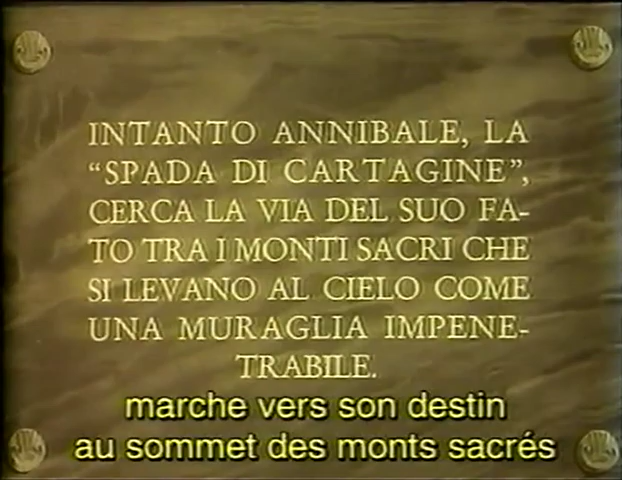 INTANTO ANNIBALE, LA
“SPADA DI CARTAGINE”,
CERCA LA VIA DEL SUO FA-
TO TRA I MONTI SACRI CHE
SI LEVANO AL CIELO COME
UNA MURAGLIA IMPENE-
TRABILE.
marche vers son destin
au sommet des monts sacrés